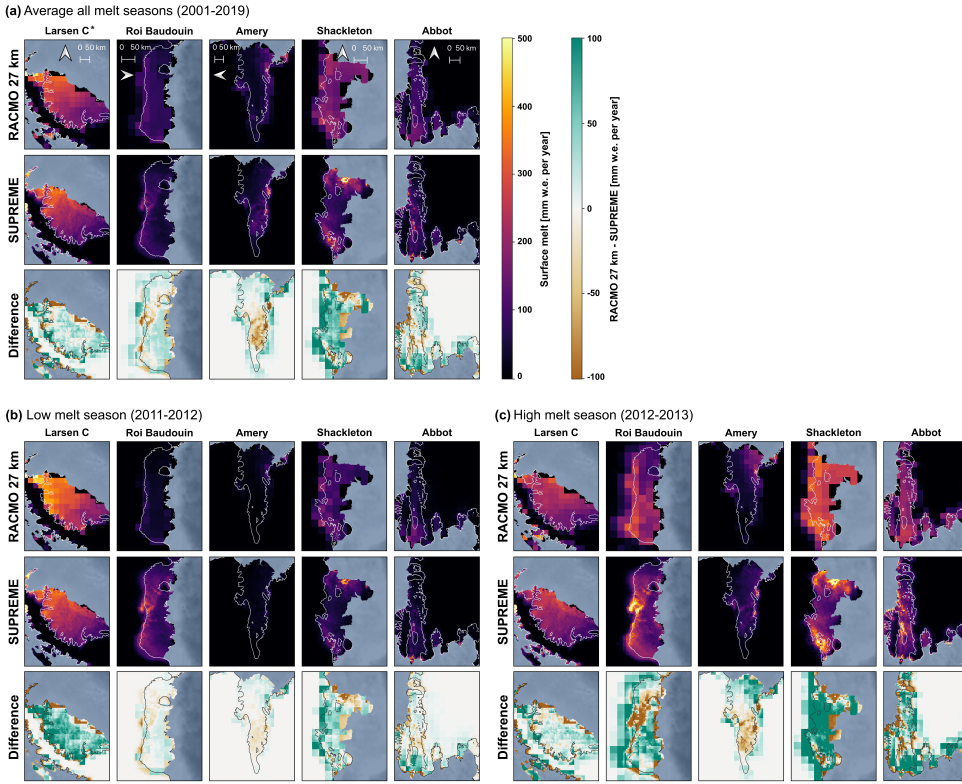 (a) Average all melt seasons (2001-2019)
Larsen C* Roi Baudouin Amery Shackleton Abbot
0 50 km 0 50 km 0 50 km 0 50 km 0 50 km
RACMO 27 km
SUPREME
Difference
500
400
300
200
100
0
Surface melt [mm w.e. per year]
100
50
0
-50
-100
RACMO 27 km - SUPREME [mm w.e. per year]
(b) Low melt season (2011-2012)
Larsen C Roi Baudouin Amery Shackleton Abbot
RACMO 27 km
SUPREME
Difference
(c) High melt season (2012-2013)
Larsen C Roi Baudouin Amery Shackleton Abbot
RACMO 27 km
SUPREME
Difference